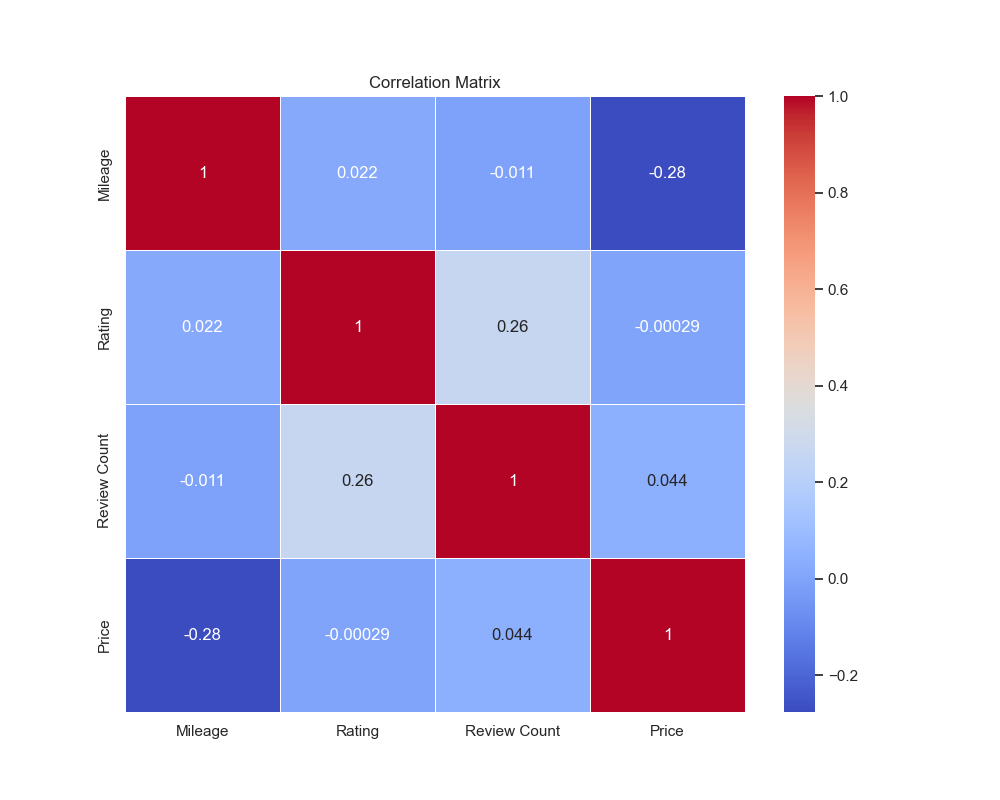 Correlation Matrix
Mileage 1 0.022 -0.011 -0.28
Rating 0.022 1 0.26 -0.00029
Review Count -0.011 0.26 1 0.044
Price -0.28 -0.00029 0.044 1
Mileage Rating Review Count Price
1.0
0.8
0.6
0.4
0.2
0.0
−0.2